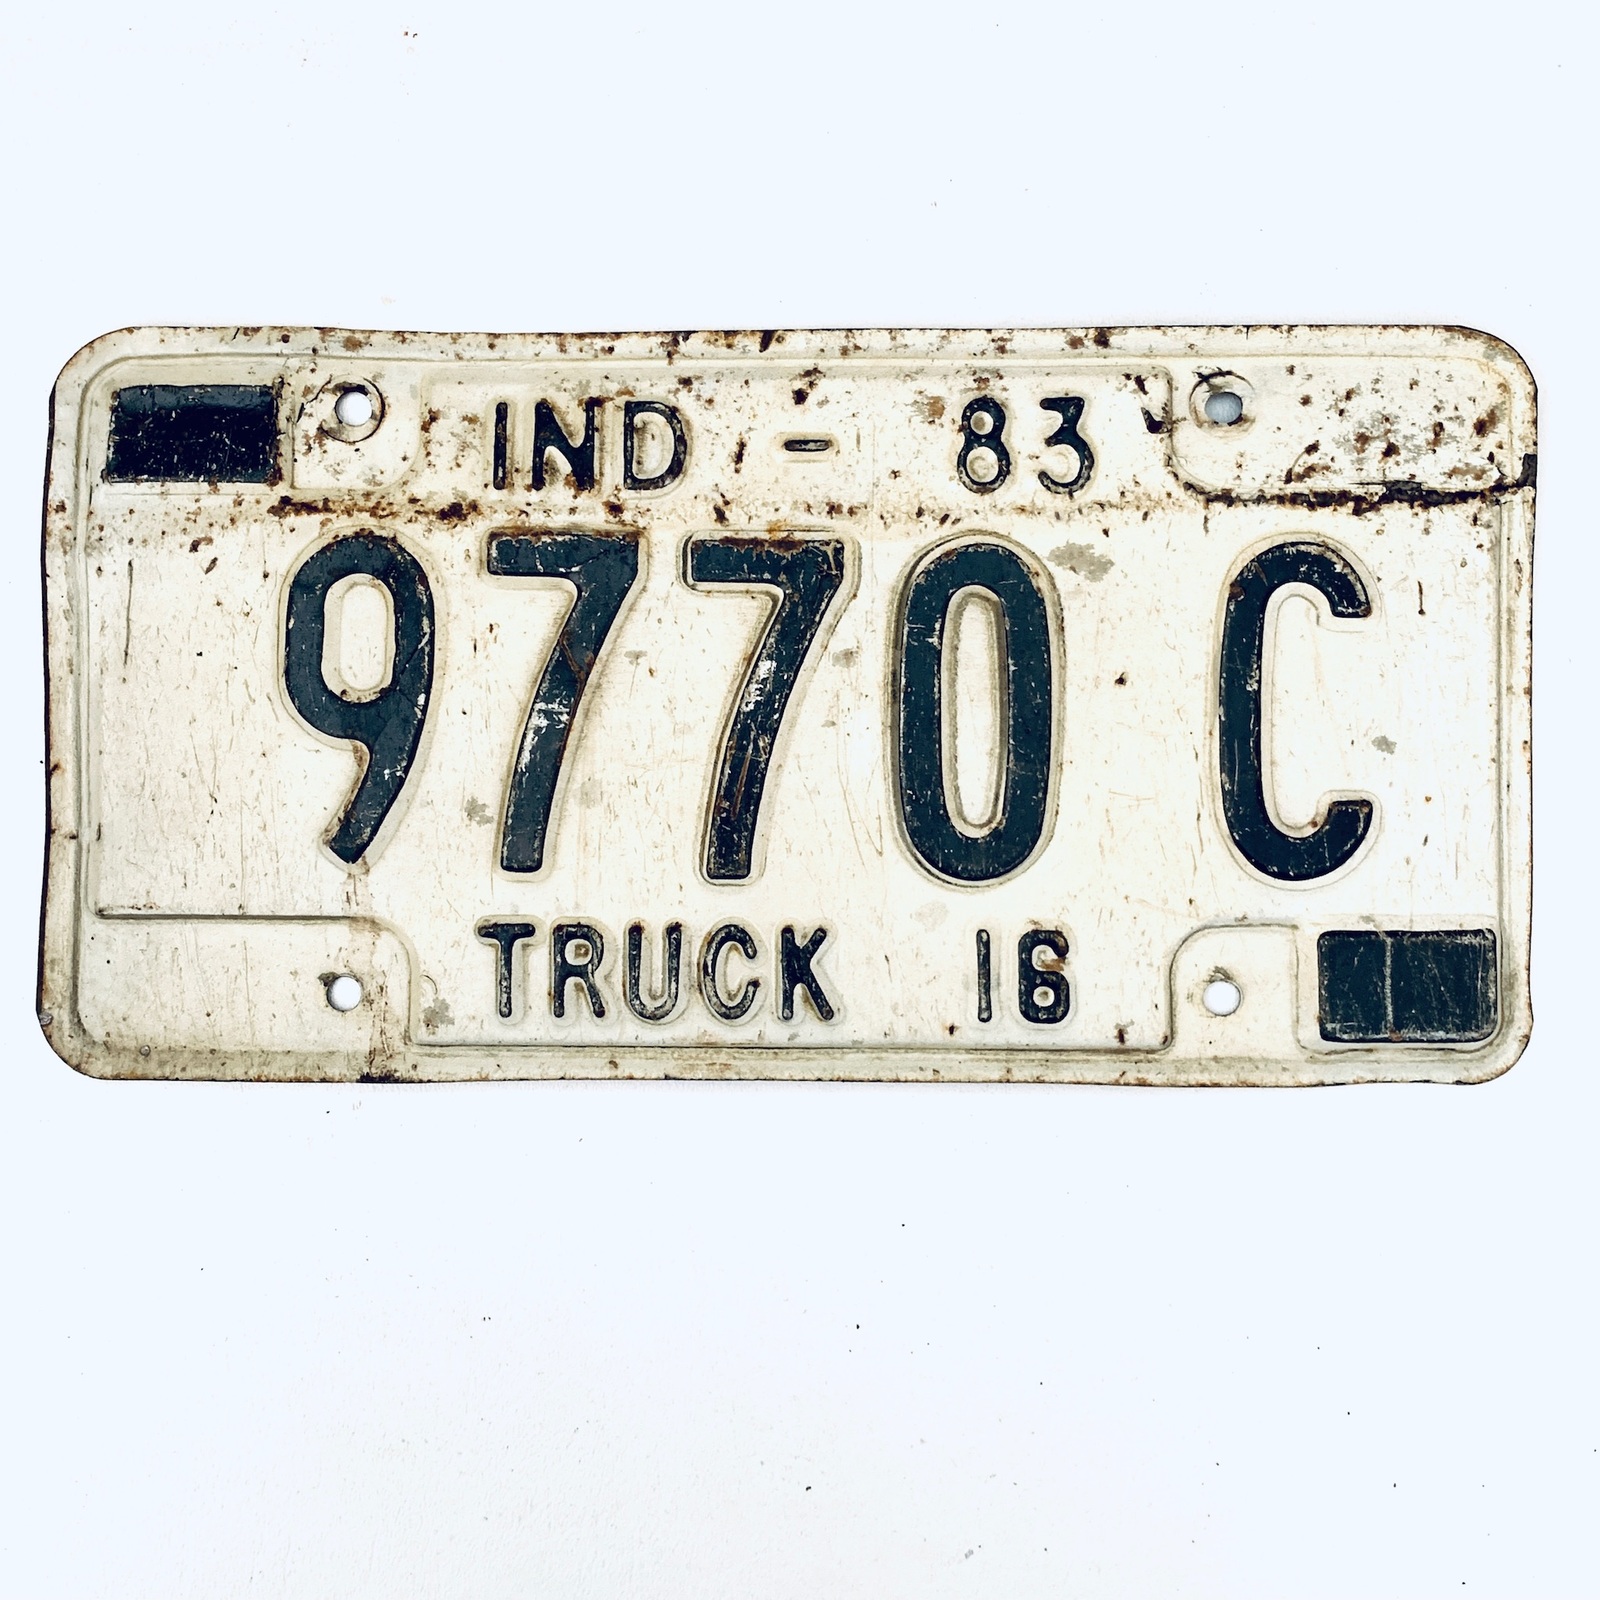 IND - 83
9770 C
TRUCK 16